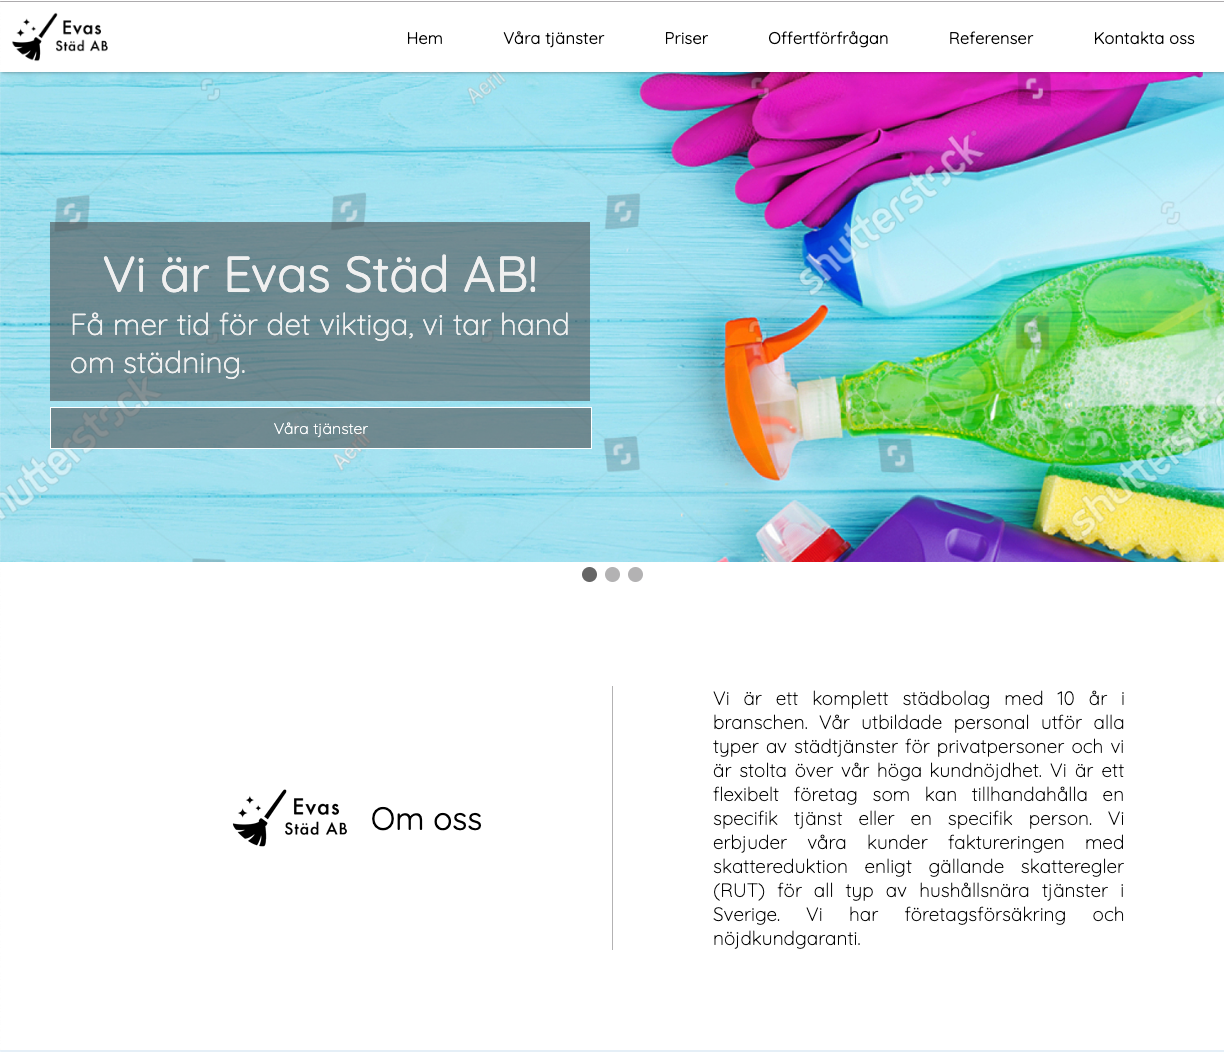 Evas
Städ AB
Hem
Våra tjänster
Priser
Offertförfrågan
Referenser
Kontakta oss
shutterstock
Vi är Evas Städ AB!
Få mer tid för det viktiga, vi tar hand
om städning.
Våra tjänster
shutterstock
shutterstock
Evas
Städ AB
Om oss
Vi är ett komplett städbolag med 10 år i
branschen. Vår utbildade personal utför alla
typer av städtjänster för privatpersoner och vi
är stolta över vår höga kundnöjdhet. Vi är ett
flexibelt företag som kan tillhandahålla en
specifik tjänst eller en specifik person. Vi
erbjuder våra kunder faktureringen med
skattereduktion enligt gällande skatteregler
(RUT) för all typ av hushållsnära tjänster i
Sverige. Vi har företagsförsäkring och
nöjdkundgaranti.